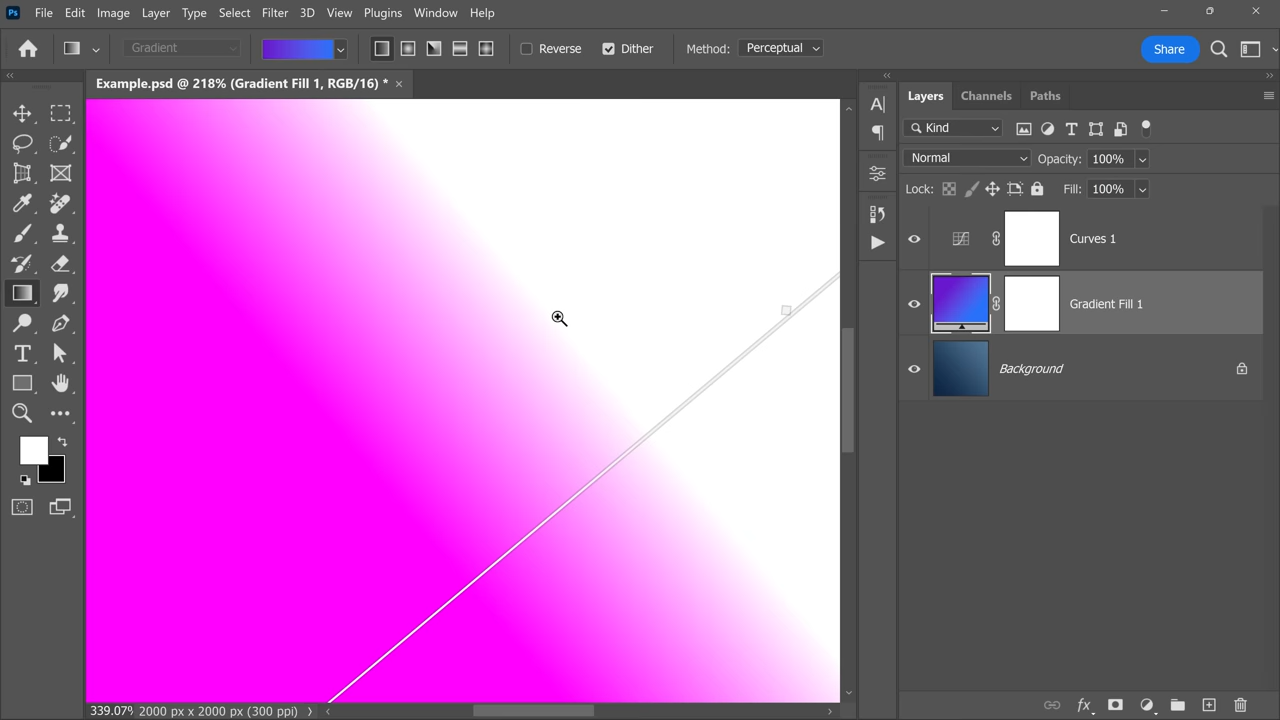 Ps File Edit Image Layer Type Select Filter 3D View Plugins Window Help
Gradient Reverse Dither Method: Perceptual Share
Example.psd @ 218% (Gradient Fill 1, RGB/16) * ×
Layers Channels Paths
Kind
Normal Opacity: 100%
Lock: Fill: 100%
Curves 1
Gradient Fill 1
Background
339.07% 2000 px x 2000 px (300 ppi)